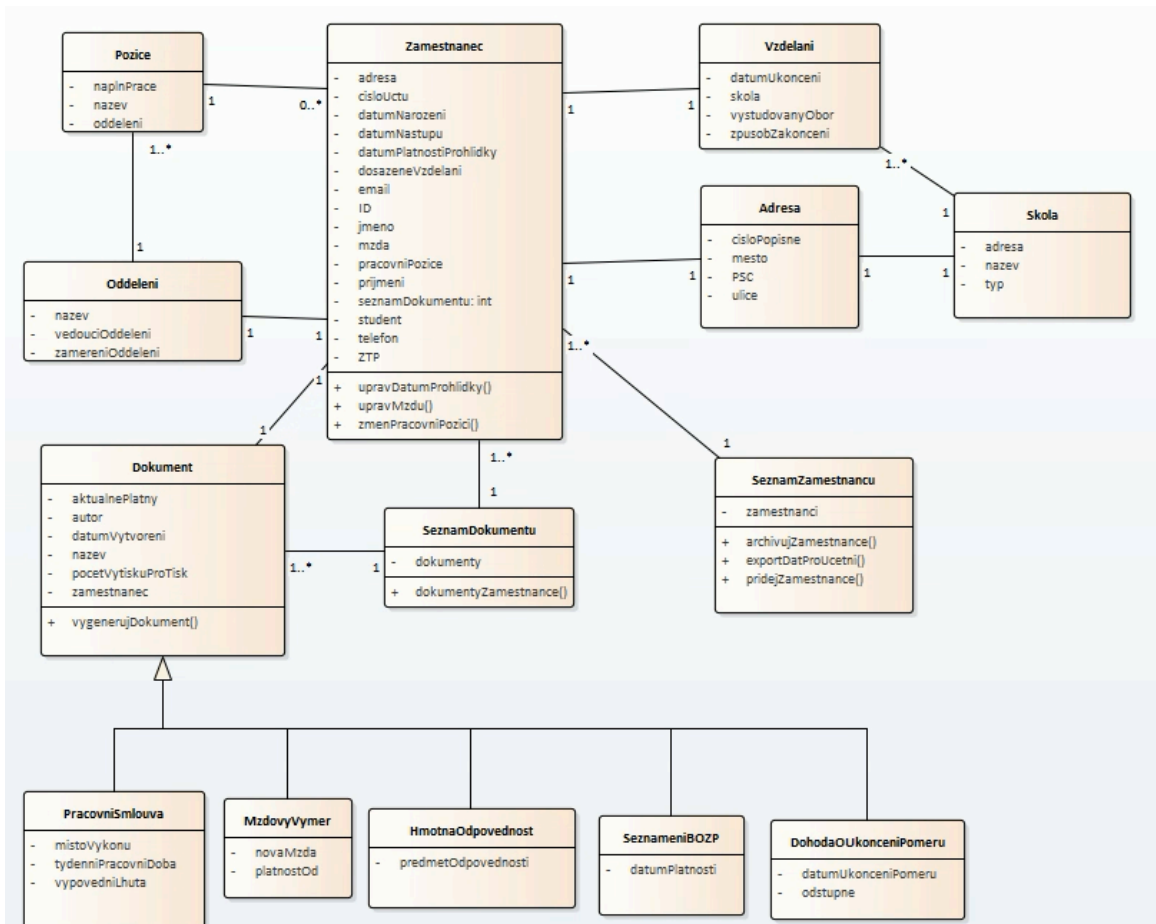 Pozice
- naplnPrace
- nazev
- oddeleni
1
0..*
1..*
1
Zamestnanec
- adresa
- cisloUctu
- datumNarozeni
- datumNastupu
- datumPlatnostiProhlidky
- dosazeneVzdelani
- email
- ID
- jmeno
- mzda
- pracovniPozice
- prijmeni
- seznamDokumentu: int
- student
- telefon
- ZTP
+ upravDatumProhlidky()
+ upravMzdu()
+ zmenPracovniPozici()
1
1
Vzdelani
- datumUkonceni
- skola
- vystudovanyObor
- zpusobZakonceni
1..*
1
Adresa
- cisloPopisne
- mesto
- PSC
- ulice
1
1
1
1
Skola
- adresa
- nazev
- typ
Oddeleni
- nazev
- vedouciOddeleni
- zamereniOddeleni
1
1
1
1
1..*
1
Dokument
- aktualnePlatny
- autor
- datumVytvoreni
- nazev
- pocetVytiskuProTisk
- zamestnanec
+ vygenerujDokument()
1..*
1
1..*
1
SeznamDokumentu
- dokumenty
+ dokumentyZamestnance()
SeznamZamestnancu
- zamestnanci
+ archivujZamestnance()
+ exportDatProUcetni()
+ pridejZamestnance()
PracovniSmlouva
- mistoVykonu
- tydenniPracovniDoba
- vypovedniLhuta
MzdovyVymer
- novaMzda
- platnostOd
HmotnaOdpovednost
- predmetOdpovednosti
SeznameniBOZP
- datumPlatnosti
DohodaOUkonceniPomeru
- datumUkonceniPomeru
- odstupne